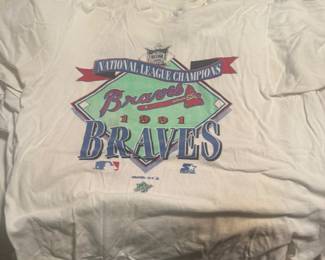 NATIONAL LEAGUE CHAMPIONS
Braves
1991
BRAVES